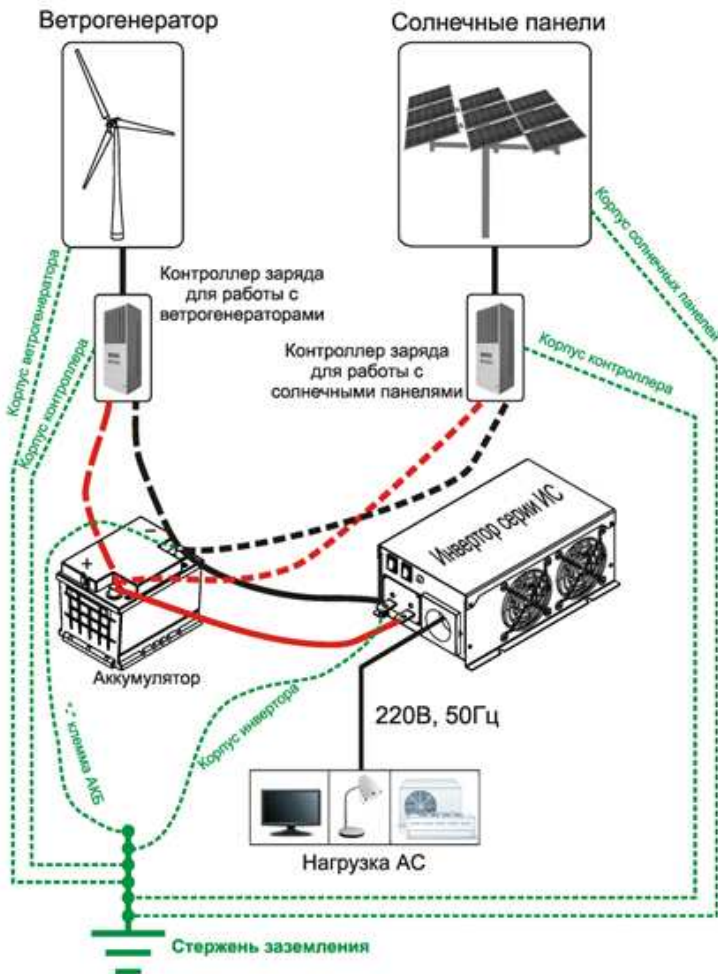 Ветрогенератор
Солнечные панели
Контроллер заряда
для работы с
ветрогенераторами
Контроллер заряда
для работы с
солнечными панелями
Корпус ветрогенератора
Корпус контроллера
Корпус солнечных панелей
Корпус контроллера
Инвертор серии ИС
+
-
Аккумулятор
220В, 50Гц
"-" клемма АКБ
Корпус инвертора
Нагрузка АС
Стержень заземления